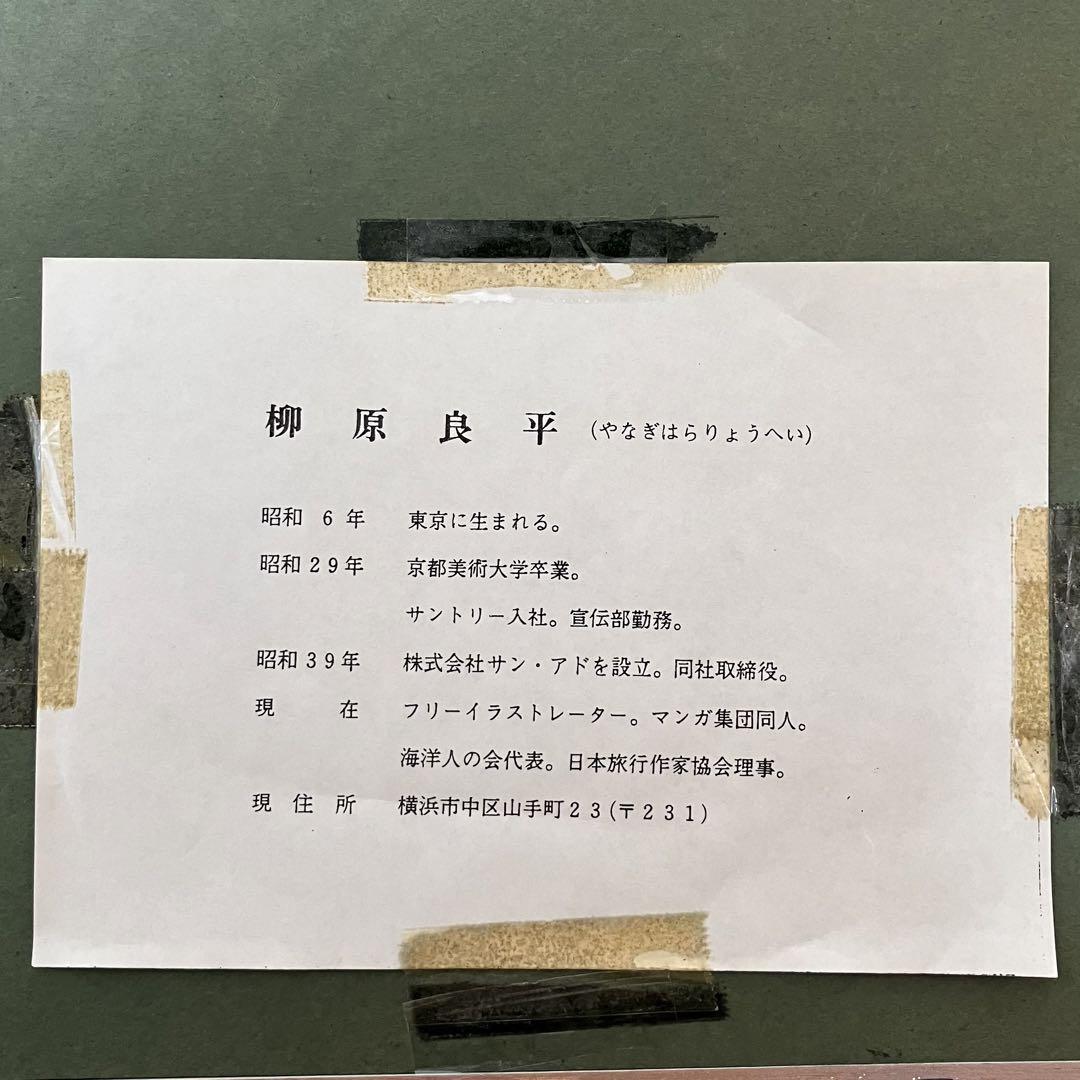 柳原良平 (やなぎはらりょうへい)
昭和 6 年 東京に生まれる。
昭和29年 京都美術大学卒業。
サントリー入社。宣伝部勤務。
昭和39年 株式会社サン・アドを設立。同社取締役。
現在 フリーイラストレーター。マンガ集団同人。
海洋人の会代表。日本旅行作家協会理事。
現住所 横浜市中区山手町23(〒231)